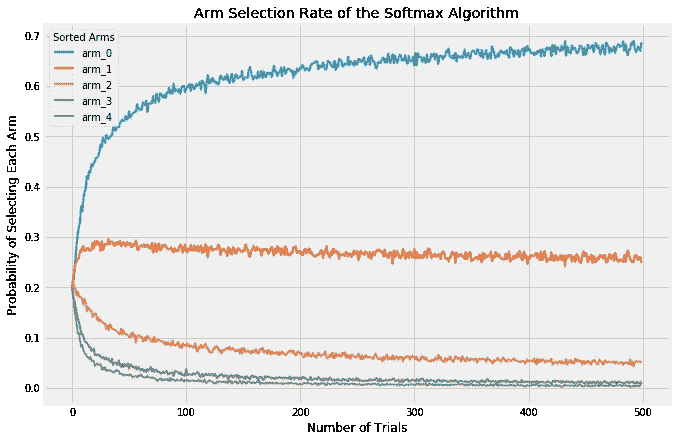 Arm Selection Rate of the Softmax Algorithm
Sorted Arms
arm_0
arm_1
arm_2
arm_3
arm_4
Probability of Selecting Each Arm
0.7
0.6
0.5
0.4
0.3
0.2
0.1
0.0
0 100 200 300 400 500
Number of Trials